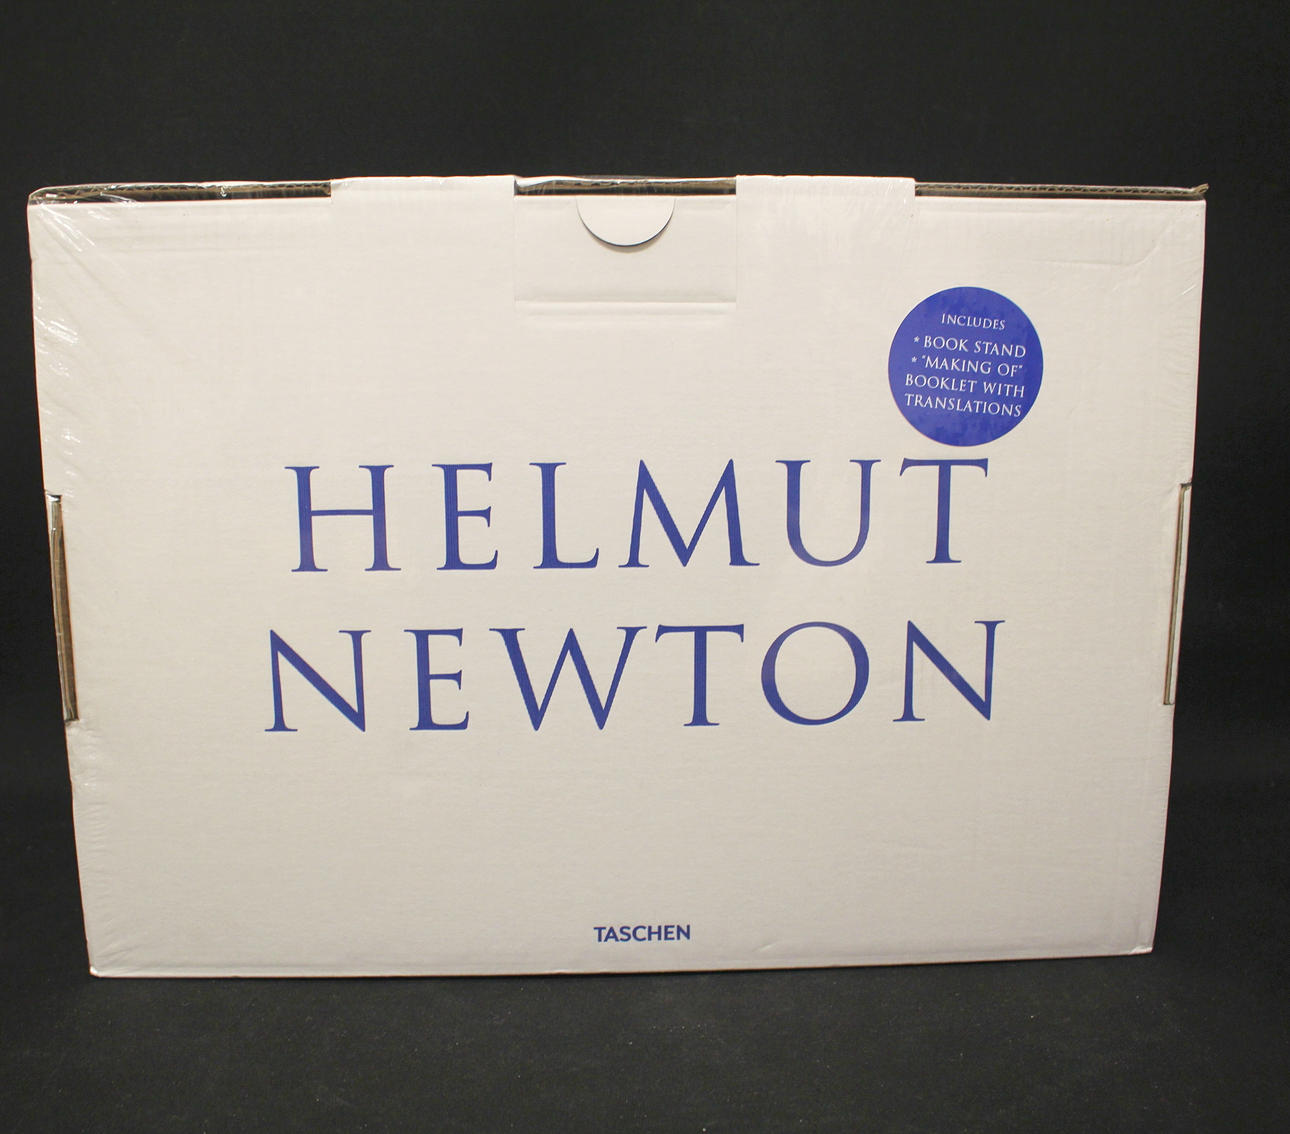 INCLUDES
* BOOK STAND
* "MAKING OF"
BOOKLET WITH
TRANSLATIONS
HELMUT
NEWTON
TASCHEN